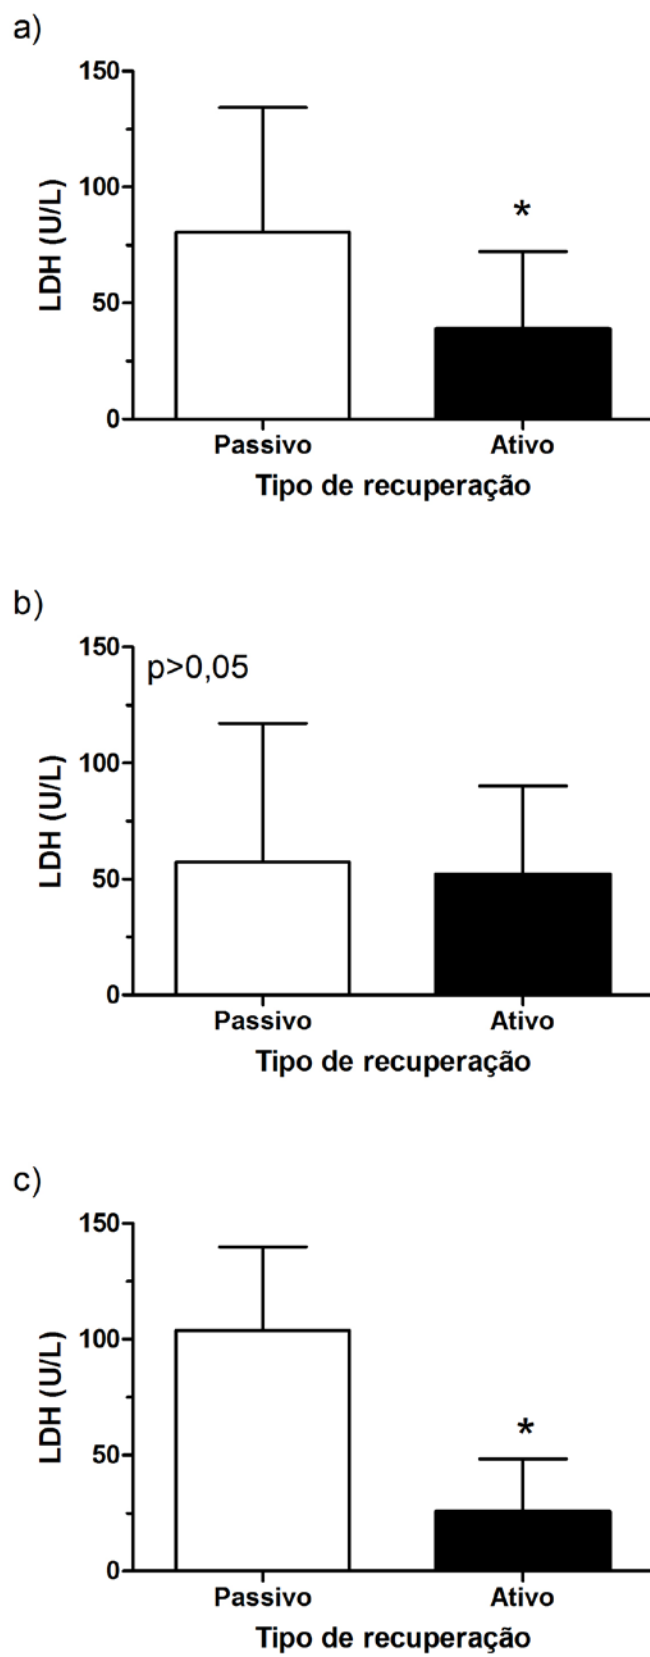 a)
150
100
50
0
LDH (U/L)
*
Passivo Ativo
Tipo de recuperação
b)
150
100
50
0
LDH (U/L)
p>0,05
Passivo Ativo
Tipo de recuperação
c)
150
100
50
0
LDH (U/L)
*
Passivo Ativo
Tipo de recuperação